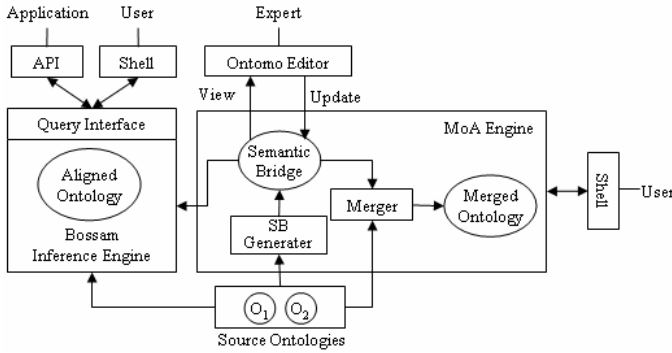 Application
User
Expert
API
Shell
Ontomo Editor
View
Update
Query Interface
MoA Engine
Aligned
Ontology
Semantic
Bridge
Bossam
Inference Engine
SB
Generater
Merger
Merged
Ontology
Shell
User
O1
O2
Source Ontologies